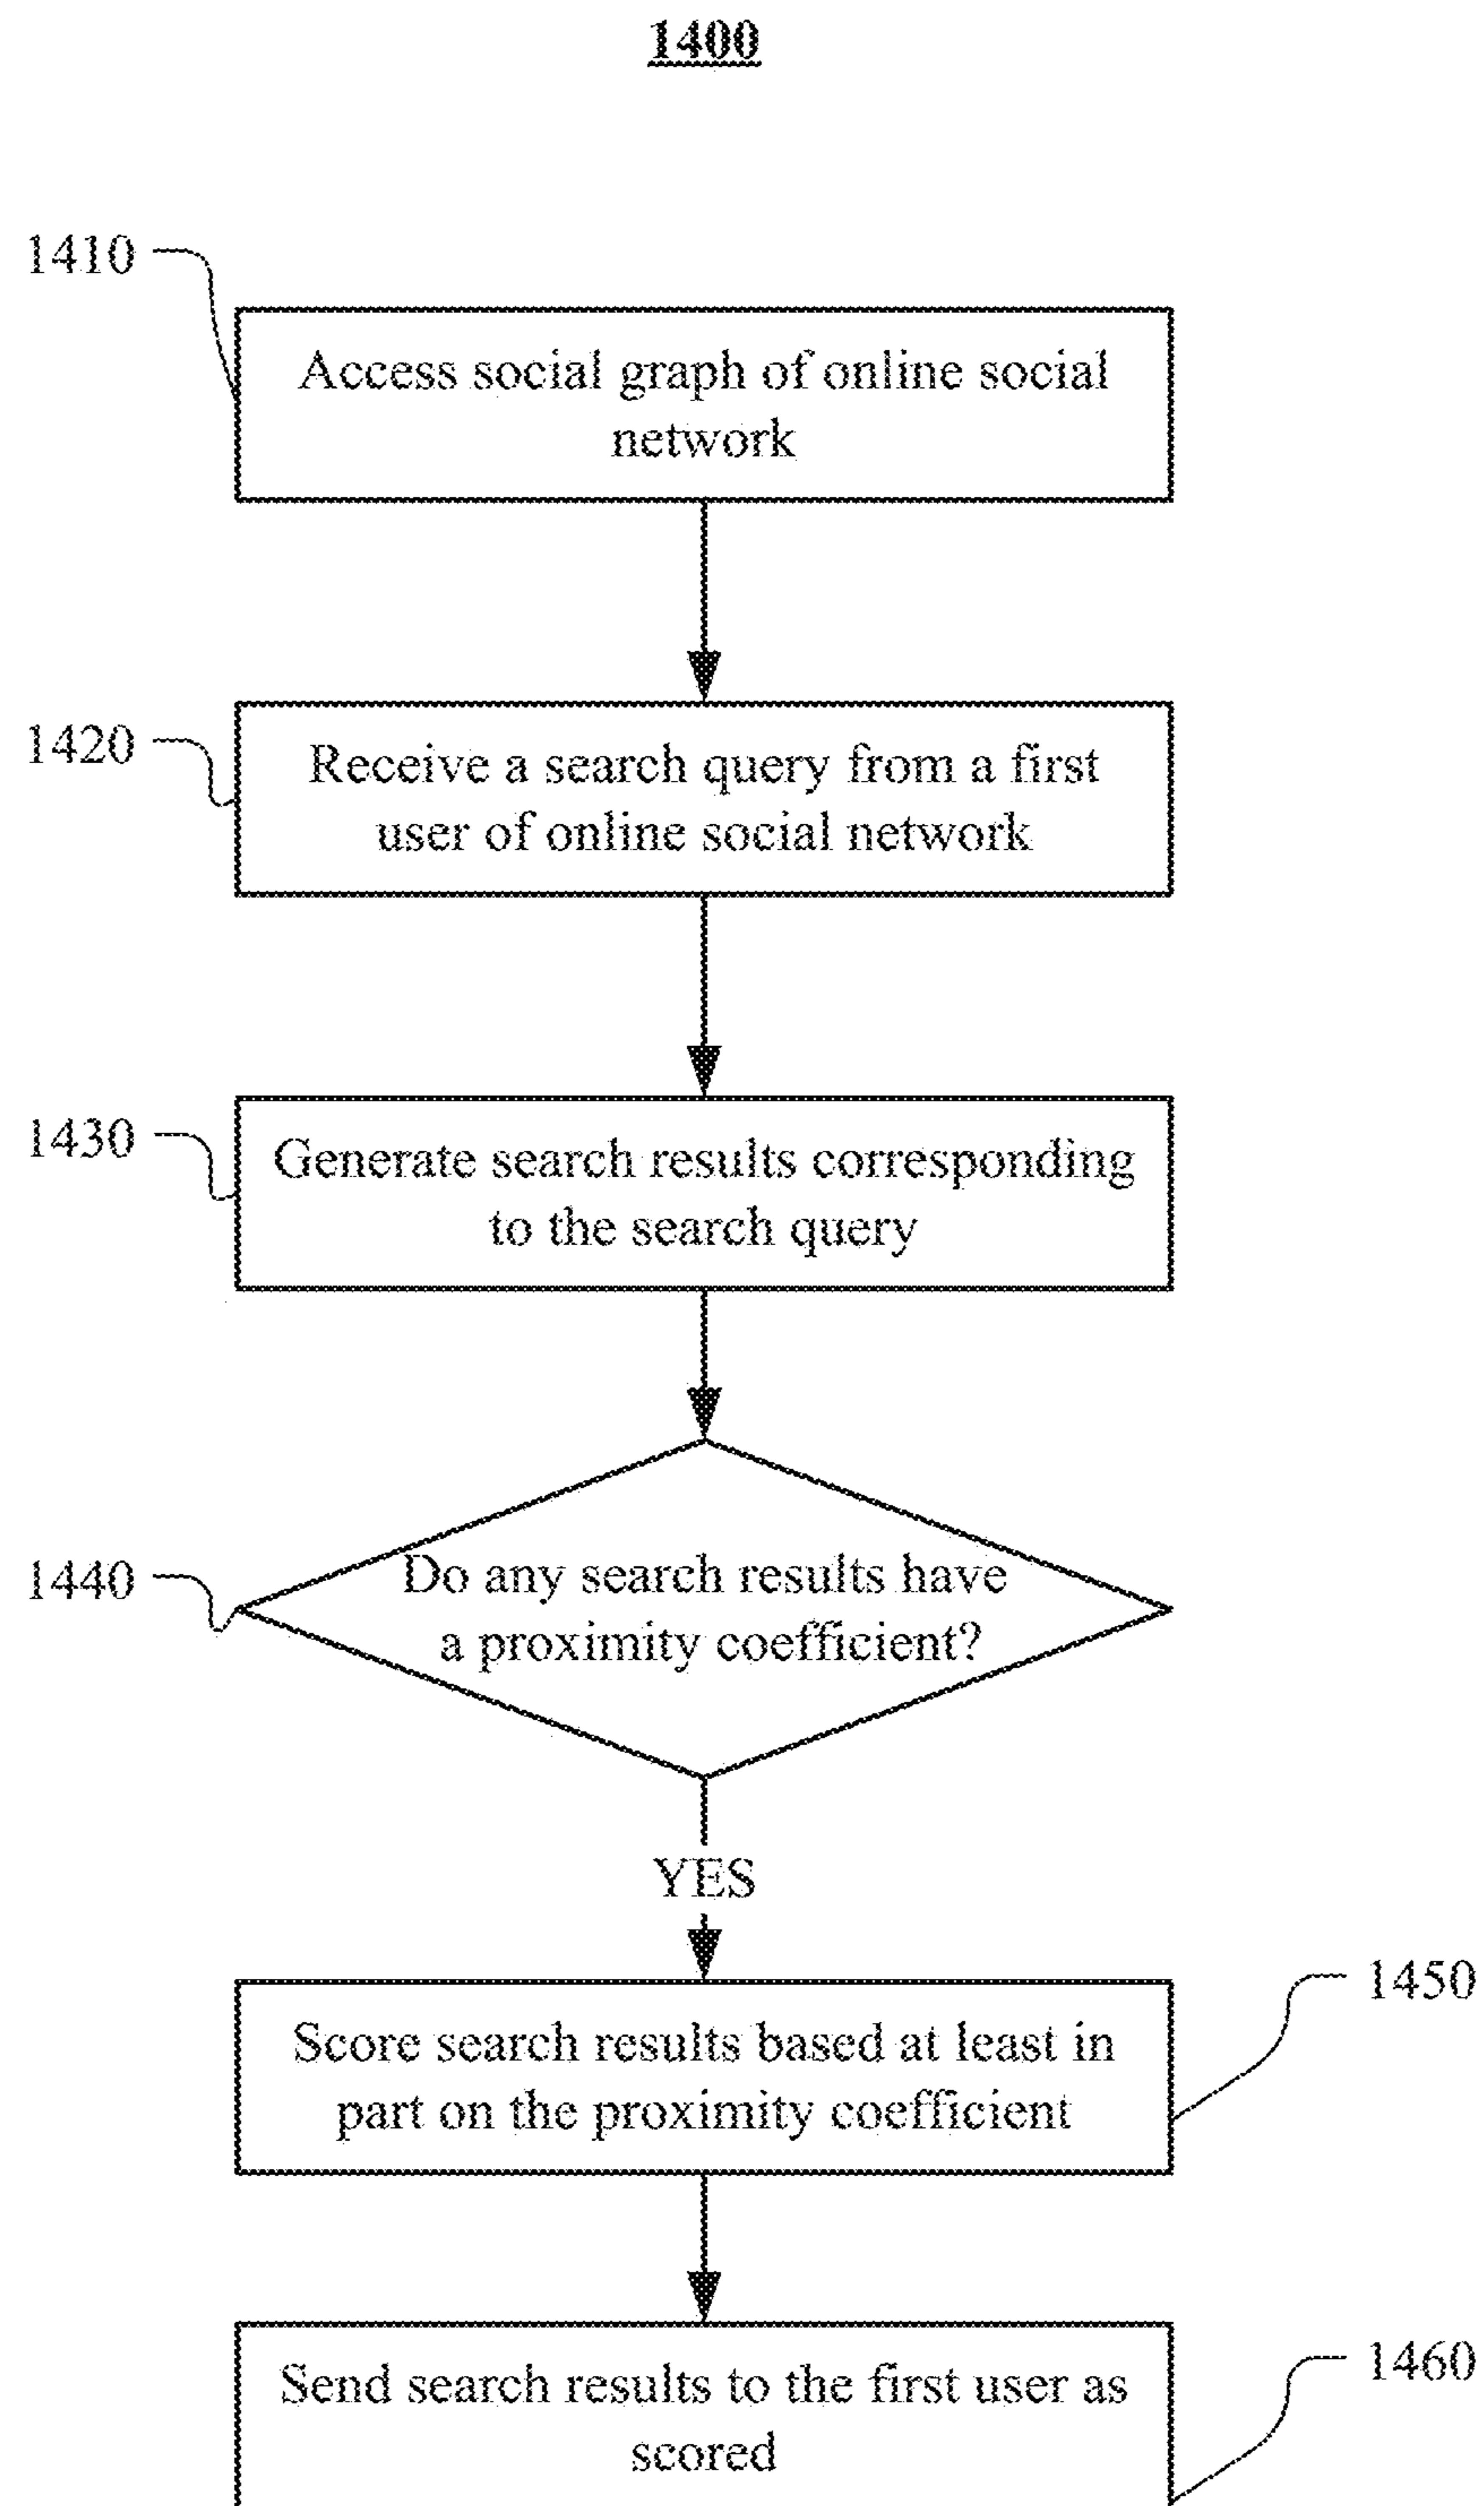 1400
1410
Access social graph of online social
network
1420
Receive a search query from a first
user of online social network
1430
Generate search results corresponding
to the search query
1440
Do any search results have
a proximity coefficient?
YES
1450
Score search results based at least in
part on the proximity coefficient
1460
Send search results to the first user as
scored